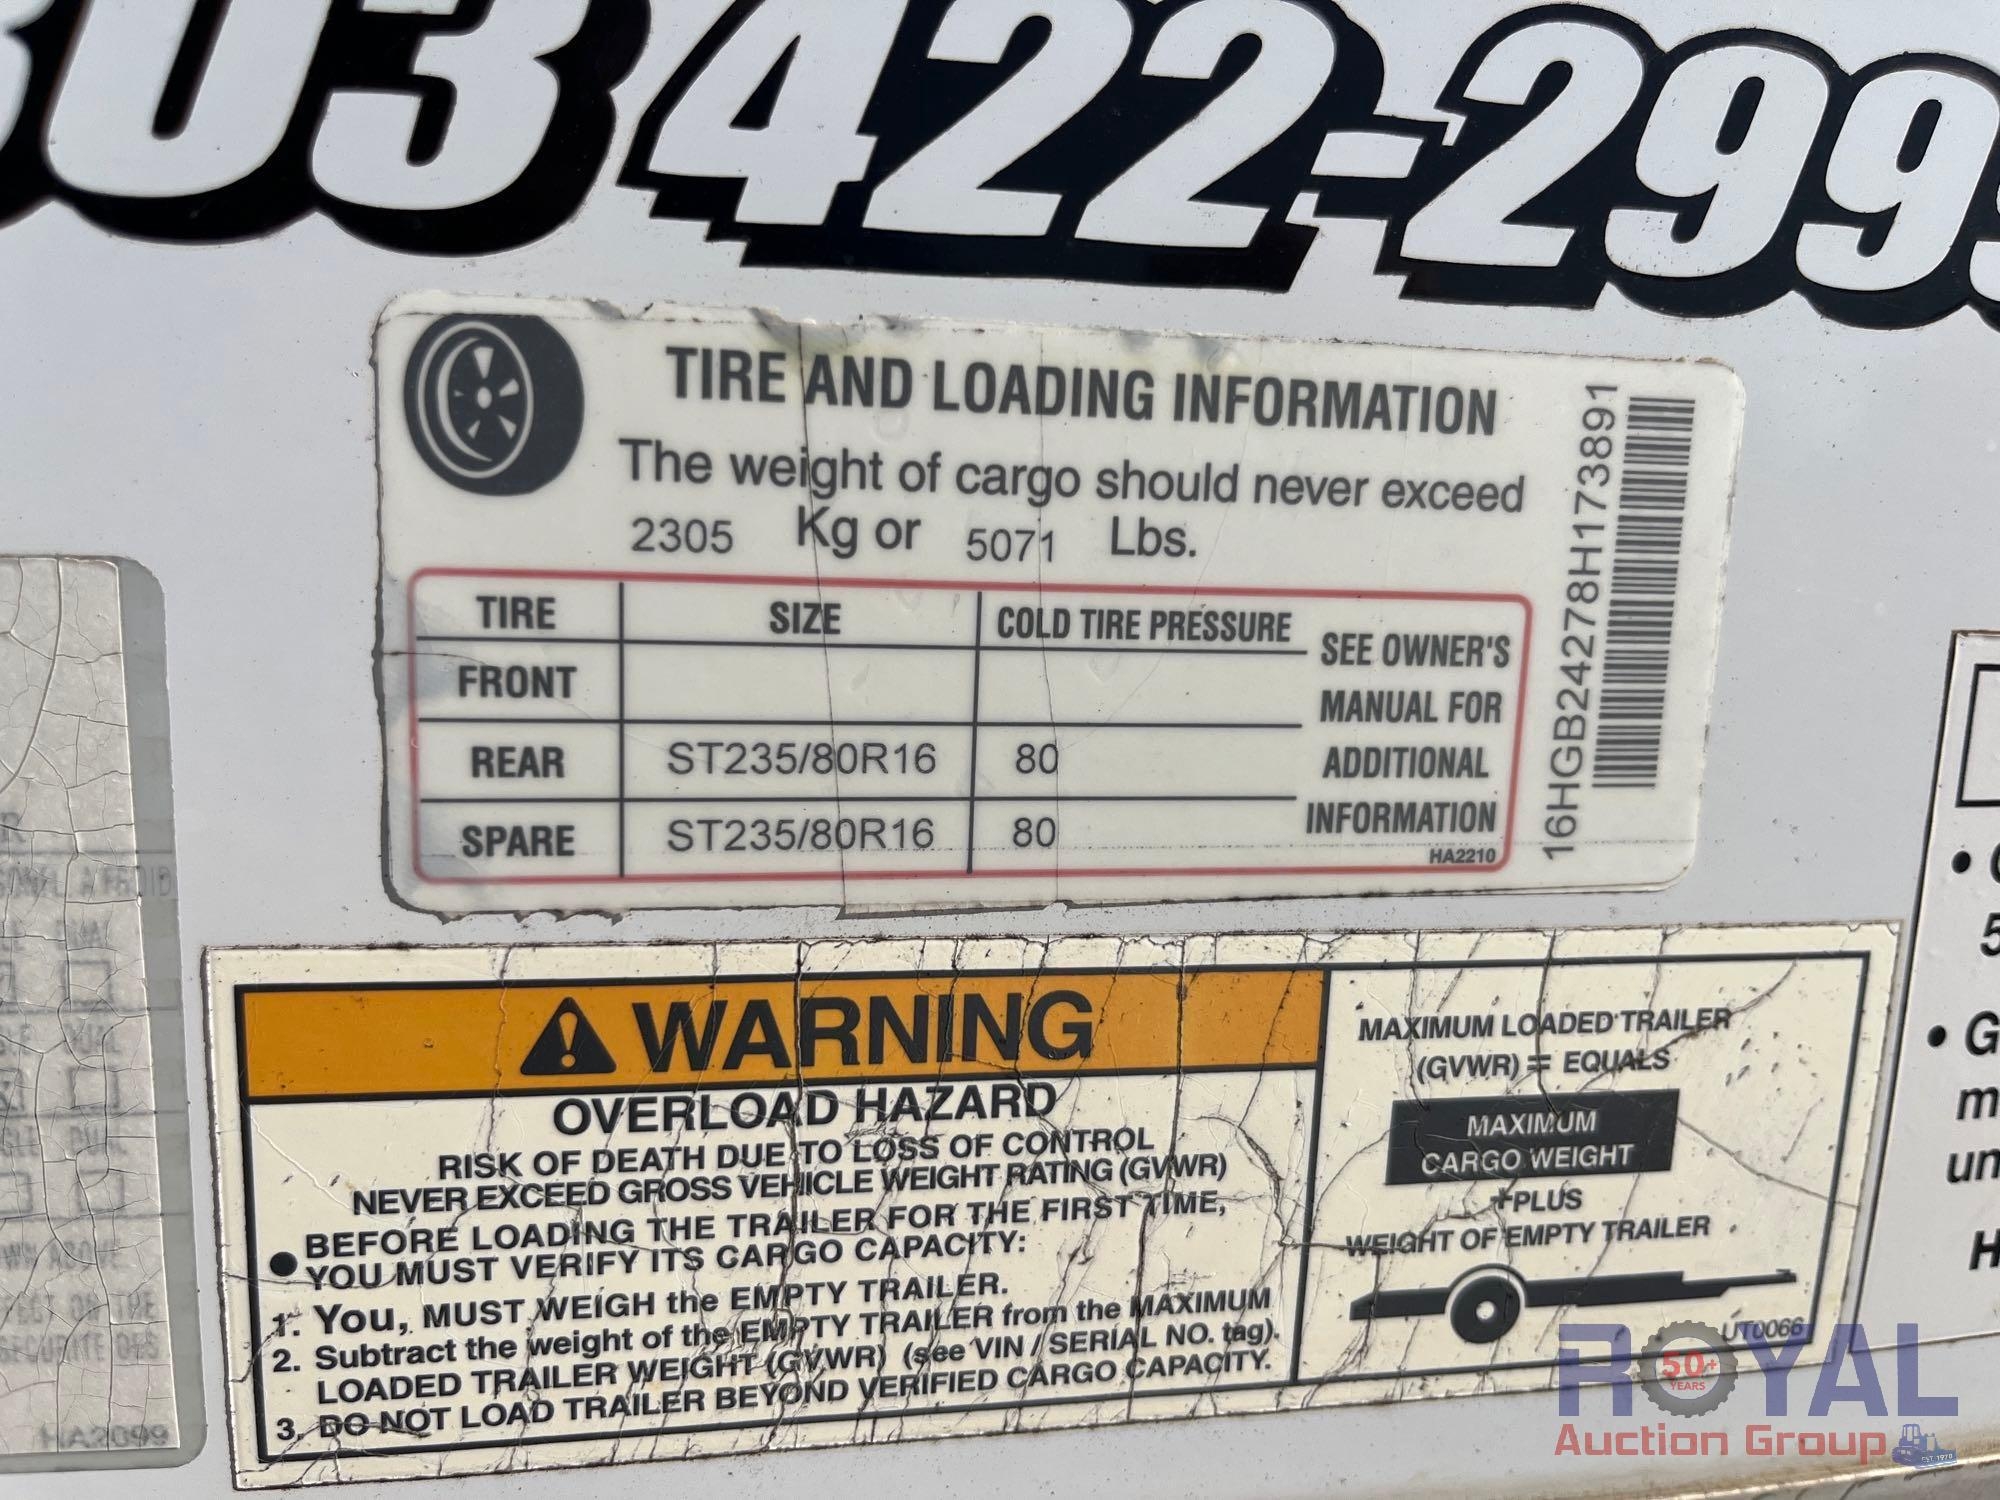 303 422-2999
TIRE AND LOADING INFORMATION
The weight of cargo should never exceed
2305 Kg or 5071 Lbs.
TIRE SIZE COLD TIRE PRESSURE
FRONT
REAR ST235/80R16 80
SPARE ST235/80R16 80
SEE OWNER'S
MANUAL FOR
ADDITIONAL
INFORMATION
HA2210
16HGB24278H173891
WARNING
OVERLOAD HAZARD
RISK OF DEATH DUE TO LOSS OF CONTROL
NEVER EXCEED GROSS VEHICLE WEIGHT RATING (GVWR)
● BEFORE LOADING THE TRAILER FOR THE FIRST TIME,
YOU MUST VERIFY ITS CARGO CAPACITY:
1. You, MUST WEIGH the EMPTY TRAILER.
2. Subtract the weight of the EMPTY TRAILER from the MAXIMUM
LOADED TRAILER WEIGHT (GVWR) (see VIN / SERIAL NO. tag).
3. DO NOT LOAD TRAILER BEYOND VERIFIED CARGO CAPACITY.
MAXIMUM LOADED TRAILER
(GVWR) = EQUALS
MAXIMUM
CARGO WEIGHT
+PLUS
WEIGHT OF EMPTY TRAILER
UT0066
HA2099
ROYAL
50+
YEARS
Auction Group
EST. 1970